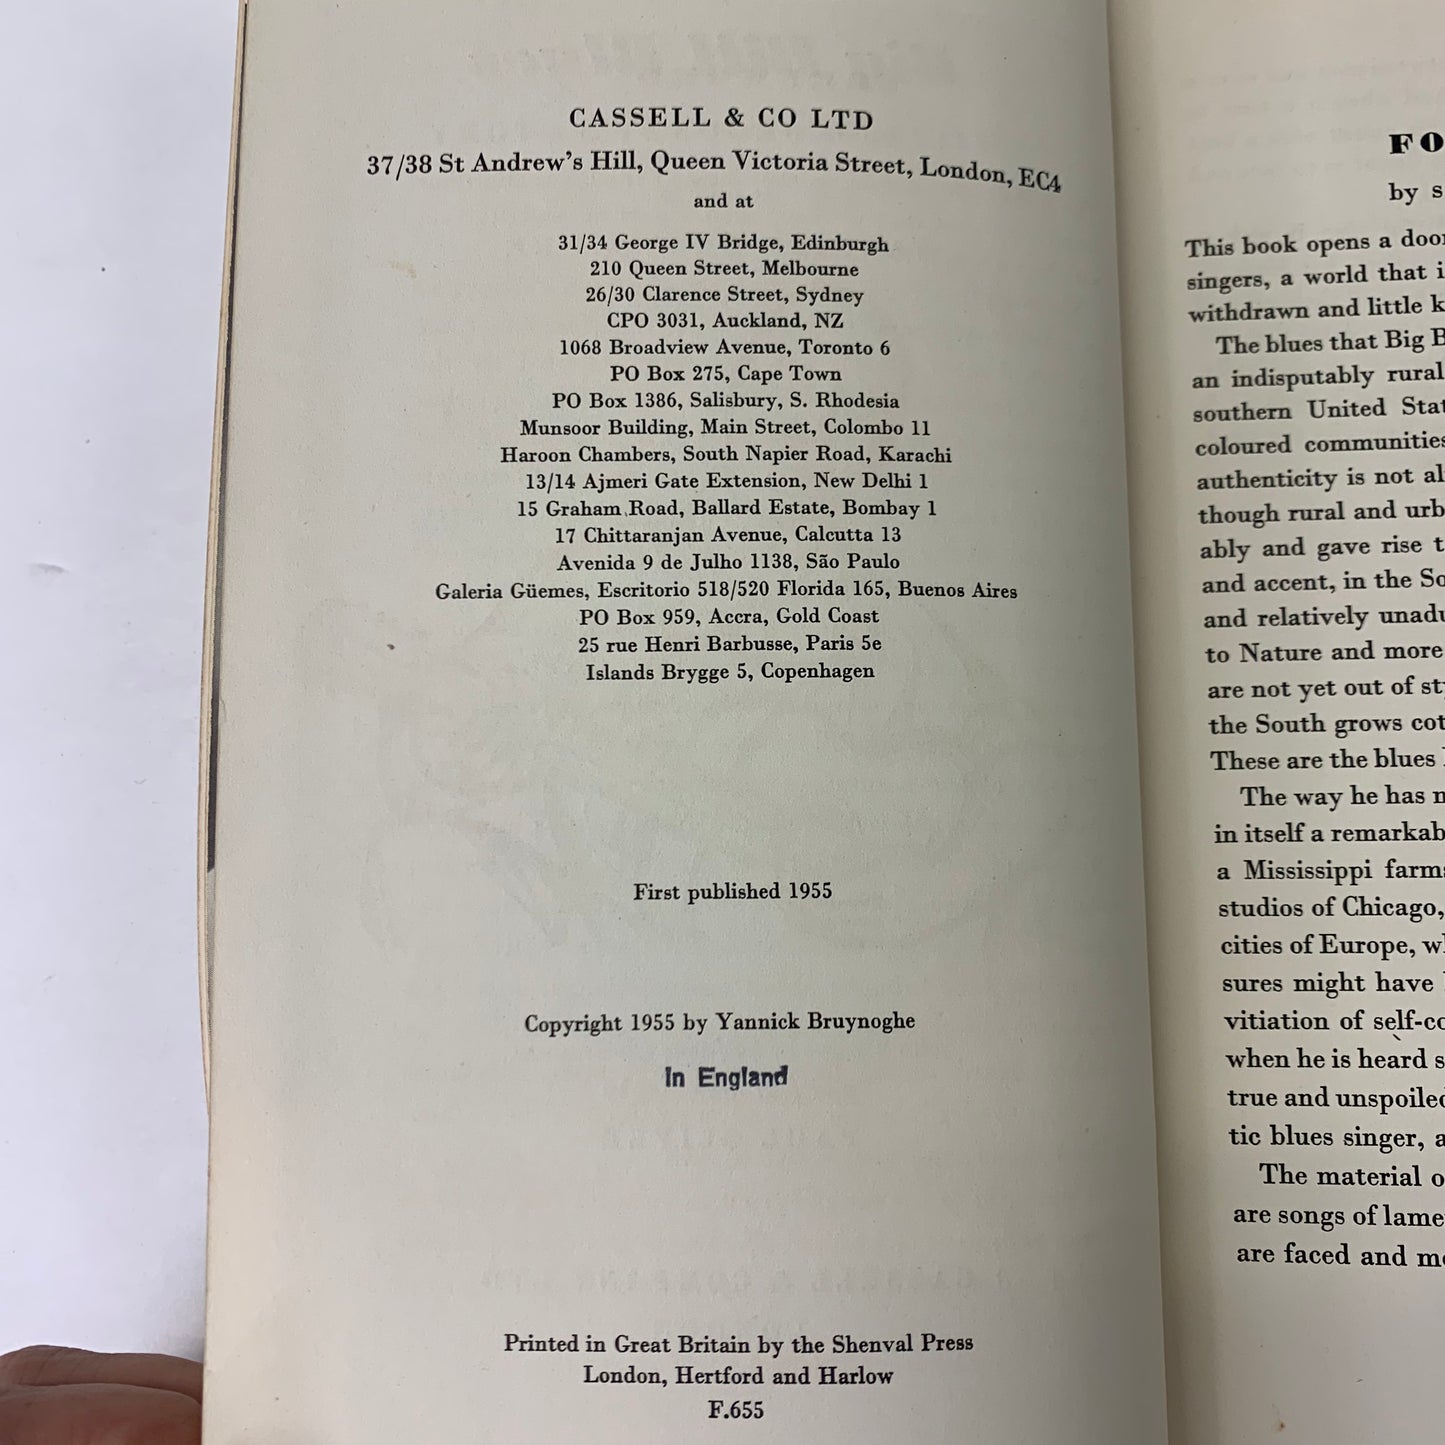 CASSELL & CO LTD
37/38 St Andrew's Hill, Queen Victoria Street, London, EC4
and at
31/34 George IV Bridge, Edinburgh
210 Queen Street, Melbourne
26/30 Clarence Street, Sydney
CPO 3031, Auckland, NZ
1068 Broadview Avenue, Toronto 6
PO Box 275, Cape Town
PO Box 1386, Salisbury, S. Rhodesia
Munsoor Building, Main Street, Colombo 11
Haroon Chambers, South Napier Road, Karachi
13/14 Ajmeri Gate Extension, New Delhi 1
15 Graham Road, Ballard Estate, Bombay 1
17 Chittaranjan Avenue, Calcutta 13
Avenida 9 de Julho 1138, São Paulo
Galeria Güemes, Escritorio 518/520 Florida 165, Buenos Aires
PO Box 959, Accra, Gold Coast
25 rue Henri Barbusse, Paris 5e
Islands Brygge 5, Copenhagen
First published 1955
Copyright 1955 by Yannick Bruynoghe
In England
Printed in Great Britain by the Shenval Press
London, Hertford and Harlow
F.655
FO
by s
This book opens a door
singers, a world that i
withdrawn and little k
The blues that Big B
an indisputably rural
southern United Stat
coloured communities
authenticity is not al
though rural and urb
ably and gave rise t
and accent, in the So
and relatively unadu
to Nature and more
are not yet out of sty
the South grows cot
These are the blues
The way he has m
in itself a remarkab
a Mississippi farms
studios of Chicago,
cities of Europe, wh
sures might have
vitiation of self-co
when he is heard s
true and unspoiled
tic blues singer, a
The material o
are songs of lame
are faced and mo